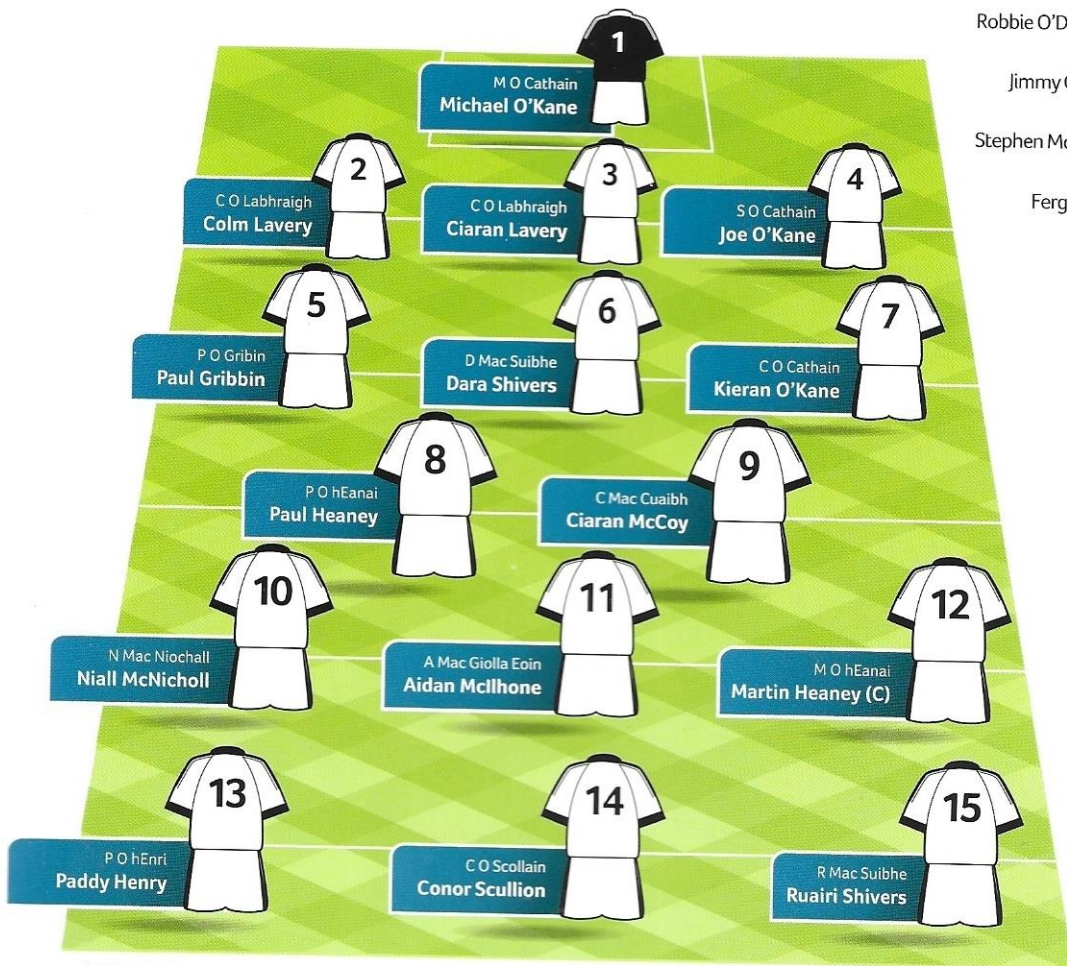 1
M O Cathain
Michael O'Kane
2
C O Labhraigh
Colm Lavery
3
C O Labhraigh
Ciaran Lavery
4
S O Cathain
Joe O'Kane
5
P O Gribin
Paul Gribbin
6
D Mac Suibhe
Dara Shivers
7
C O Cathain
Kieran O'Kane
8
P O hEanai
Paul Heaney
9
C Mac Cuaibh
Ciaran McCoy
10
N Mac Niochall
Niall McNicholl
11
A Mac Giolla Eoin
Aidan McIlhone
12
M O hEanai
Martin Heaney (C)
13
P O hEnri
Paddy Henry
14
C O Scollain
Conor Scullion
15
R Mac Suibhe
Ruairi Shivers
Robbie O'D
Jimmy
Stephen
Ferg